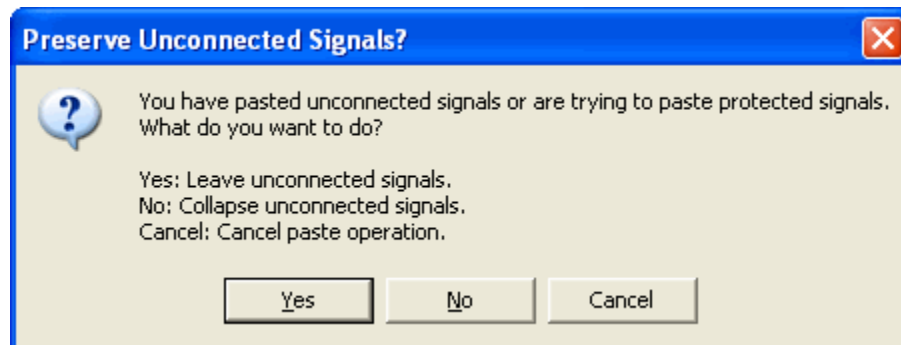 Preserve Unconnected Signals?
You have pasted unconnected signals or are trying to paste protected signals.
What do you want to do?
Yes: Leave unconnected signals.
No: Collapse unconnected signals.
Cancel: Cancel paste operation.
Yes No Cancel